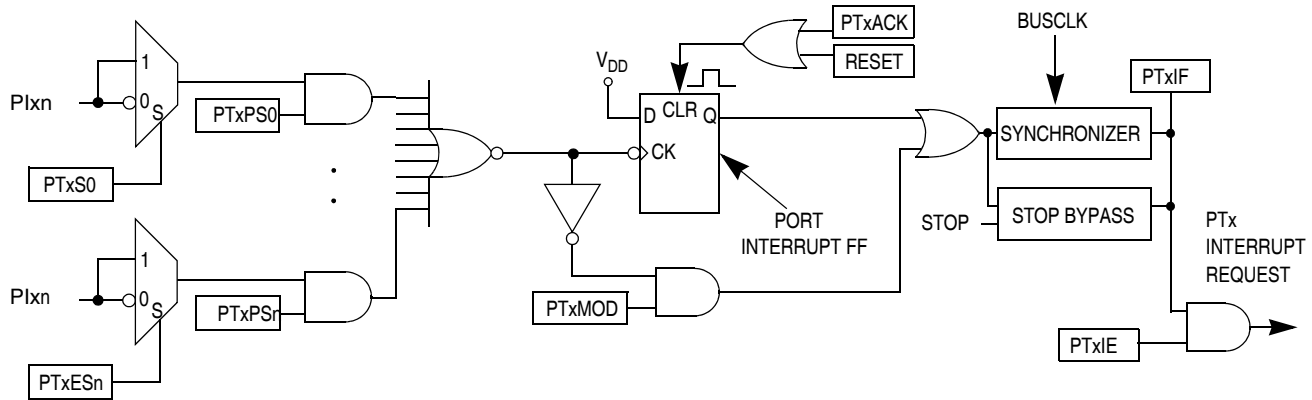 PIxn
1
0
S
PTxS0
PTxPS0
PIxn
1
0
S
PTxESn
PTxPSn
VDD
D
CLR
Q
CK
PTxACK
RESET
PORT
INTERRUPT FF
PTxMOD
BUSCLK
SYNCHRONIZER
STOP
STOP BYPASS
PTxIF
PTx
INTERRUPT
REQUEST
PTxIE